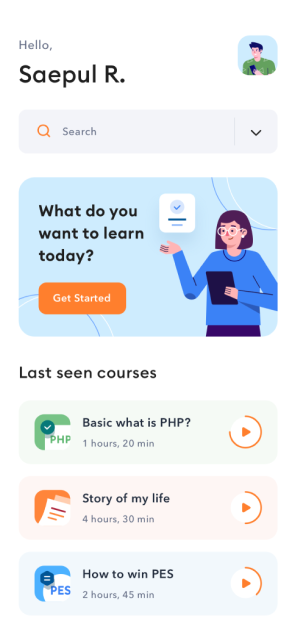 Hello,
Saepul R.
Search
What do you
want to learn
today?
Get Started
Last seen courses
PHP
Basic what is PHP?
1 hours, 20 min
Story of my life
4 hours, 30 min
PES
How to win PES
2 hours, 45 min